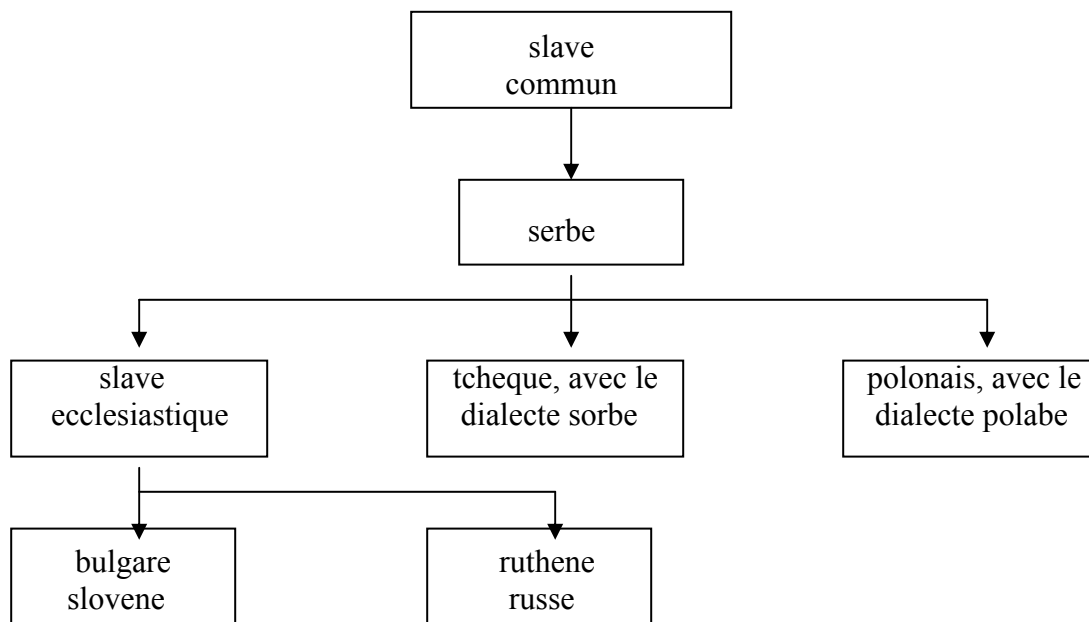 slave
commun
serbe
slave
ecclesiastique
tcheque, avec le
dialecte sorbe
polonais, avec le
dialecte polabe
bulgare
slovene
ruthene
russe